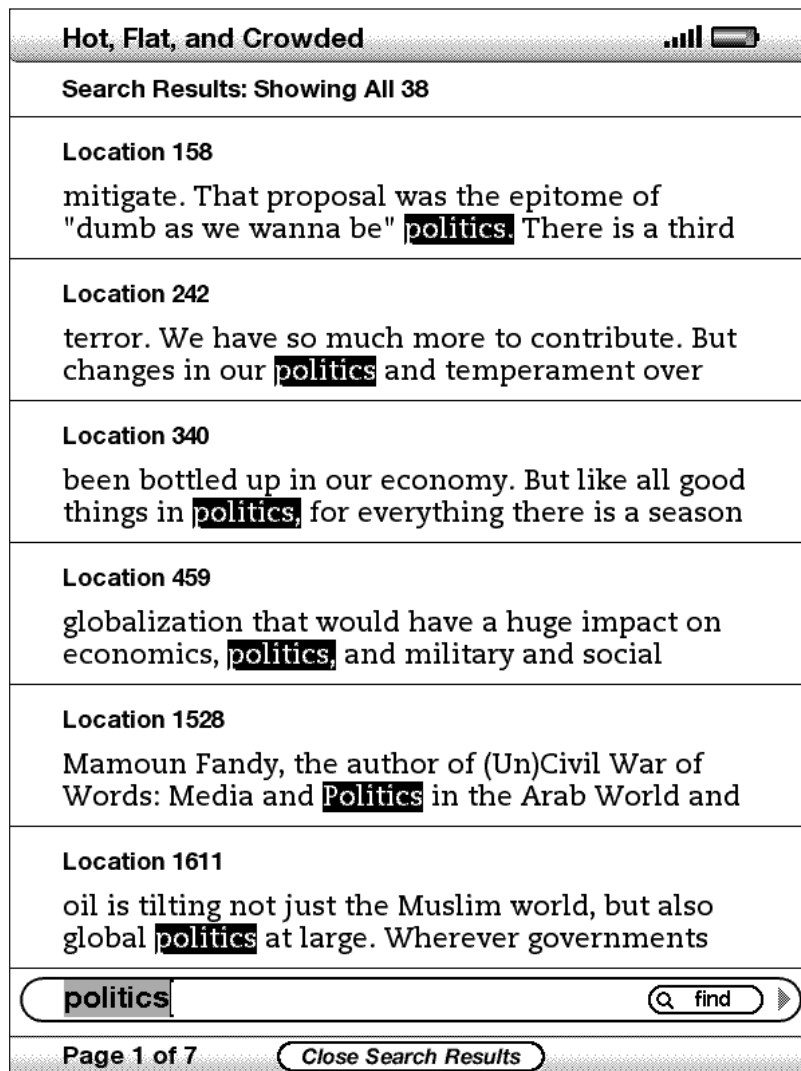 Hot, Flat, and Crowded
Search Results: Showing All 38
Location 158
mitigate. That proposal was the epitome of
"dumb as we wanna be" politics. There is a third
Location 242
terror. We have so much more to contribute. But
changes in our politics and temperament over
Location 340
been bottled up in our economy. But like all good
things in politics, for everything there is a season
Location 459
globalization that would have a huge impact on
economics, politics, and military and social
Location 1528
Mamoun Fandy, the author of (Un)Civil War of
Words: Media and Politics in the Arab World and
Location 1611
oil is tilting not just the Muslim world, but also
global politics at large. Wherever governments
politics find
Page 1 of 7 Close Search Results